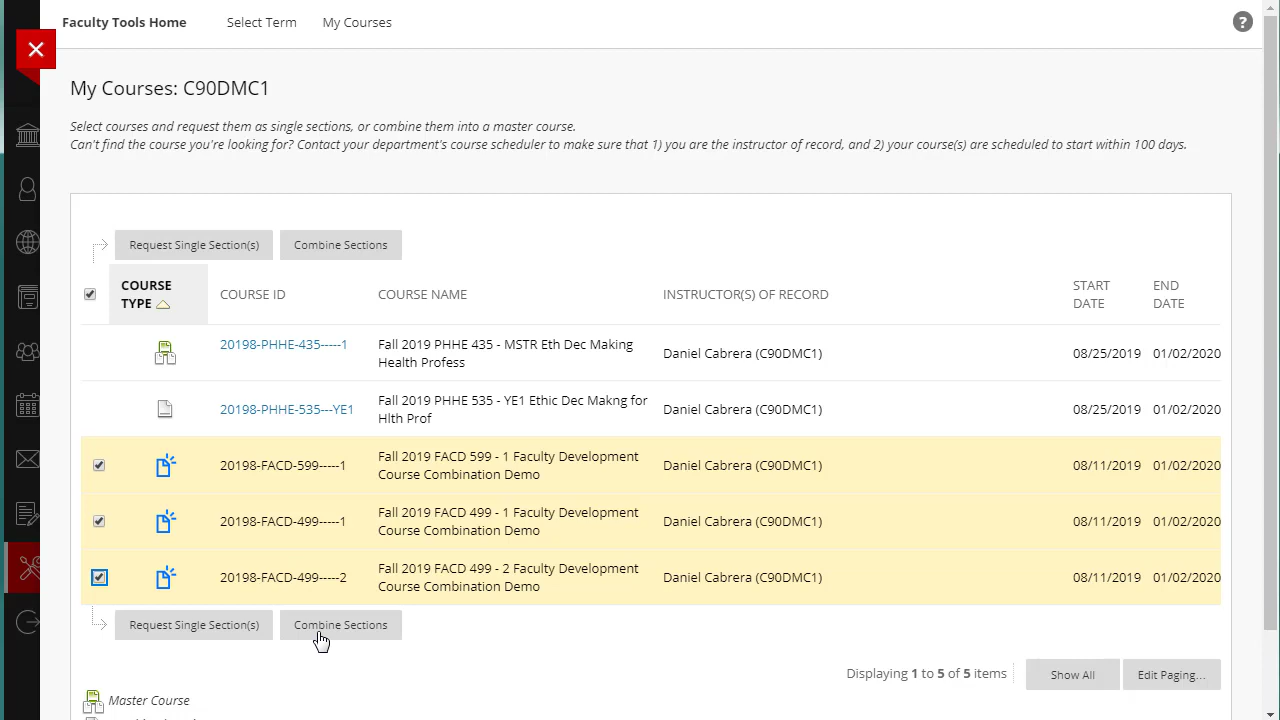 Faculty Tools Home Select Term My Courses ?
My Courses: C90DMC1
Select courses and request them as single sections, or combine them into a master course.
Can't find the course you're looking for? Contact your department's course scheduler to make sure that 1) you are the instructor of record, and 2) your course(s) are scheduled to start within 100 days.
Request Single Section(s) Combine Sections
COURSE TYPE COURSE ID COURSE NAME INSTRUCTOR(S) OF RECORD START DATE END DATE
20198-PHHE-435-----1 Fall 2019 PHHE 435 - MSTR Eth Dec Making Daniel Cabrera (C90DMC1) 08/25/2019 01/02/2020
Health Profess
20198-PHHE-535---YE1 Fall 2019 PHHE 535 - YE1 Ethic Dec Makng for Daniel Cabrera (C90DMC1) 08/25/2019 01/02/2020
Hlth Prof
20198-FACD-599-----1 Fall 2019 FACD 599 - 1 Faculty Development Daniel Cabrera (C90DMC1) 08/11/2019 01/02/2020
Course Combination Demo
20198-FACD-499-----1 Fall 2019 FACD 499 - 1 Faculty Development Daniel Cabrera (C90DMC1) 08/11/2019 01/02/2020
Course Combination Demo
20198-FACD-499-----2 Fall 2019 FACD 499 - 2 Faculty Development Daniel Cabrera (C90DMC1) 08/11/2019 01/02/2020
Course Combination Demo
Request Single Section(s) Combine Sections
Displaying 1 to 5 of 5 items Show All Edit Paging...
Master Course